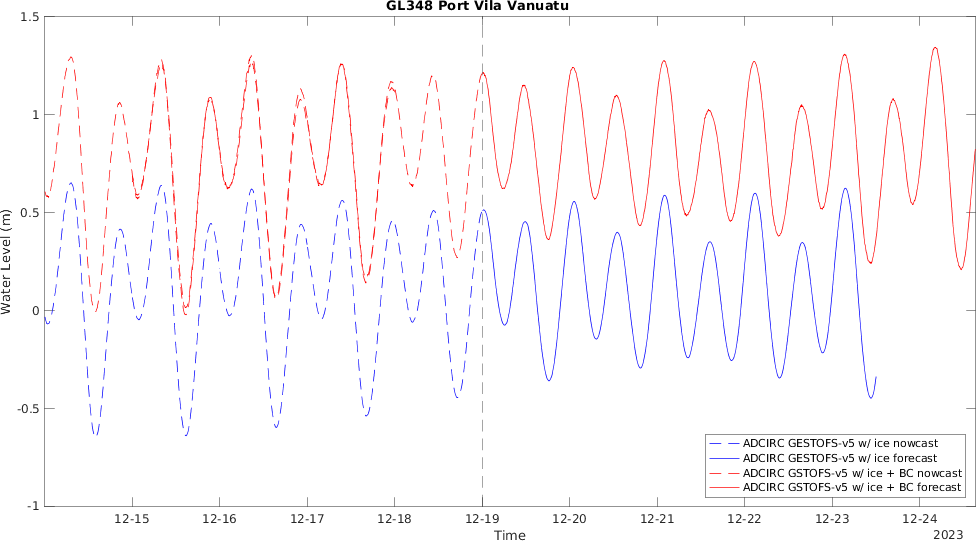 GL348 Port Vila Vanuatu
1.5
1
0.5
0
-0.5
-1
Water Level (m)
12-15 12-16 12-17 12-18 12-19 12-20 12-21 12-22 12-23 12-24
Time
2023
ADCIRC GESTOFS-v5 w/ ice nowcast
ADCIRC GESTOFS-v5 w/ ice forecast
ADCIRC GSTOFS-v5 w/ ice + BC nowcast
ADCIRC GSTOFS-v5 w/ ice + BC forecast